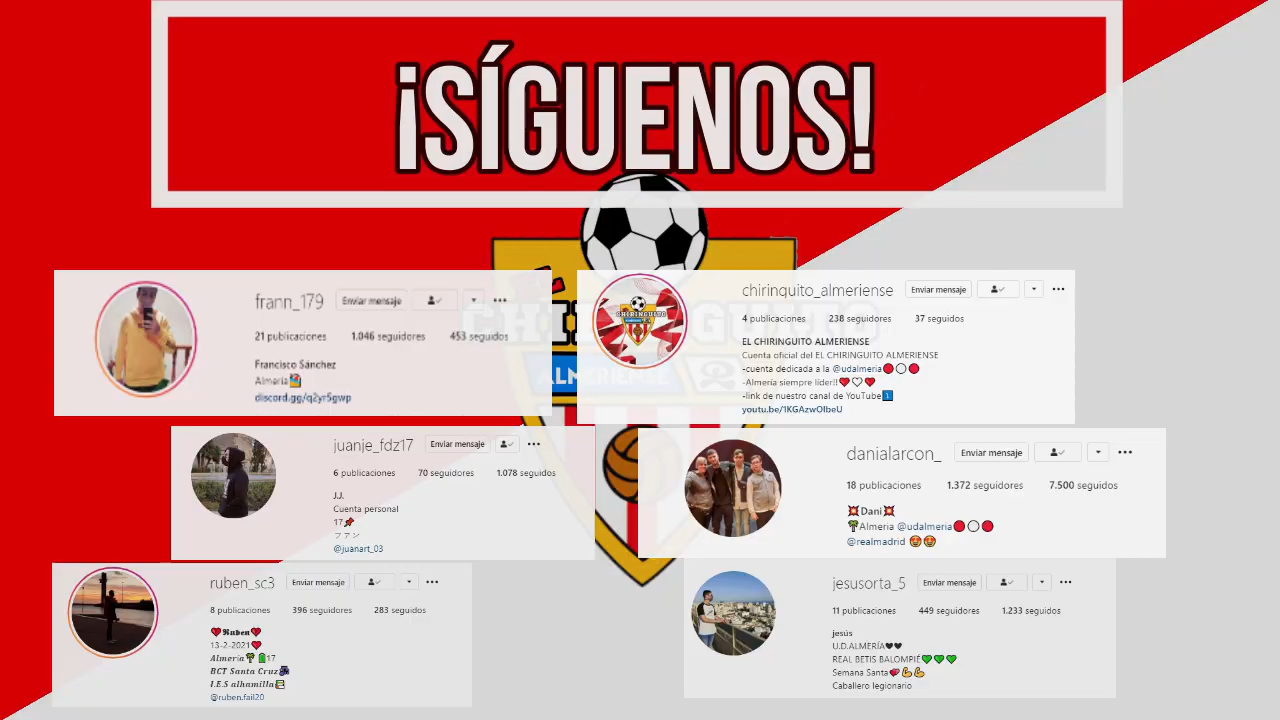 ¡SÍGUENOS!
frann_179 Enviar mensaje
21 publicaciones 1.046 seguidores 453 seguidos
Francisco Sánchez
Almería
discord.gg/q2yr5gwp
chirinquito_almeriense Enviar mensaje
4 publicaciones 238 seguidores 37 seguidos
EL CHIRINGUITO ALMERIENSE
Cuenta oficial del EL CHIRINGUITO ALMERIENSE
-cuenta dedicada a la @udalmeria🔴⚪🔴
-Almería siempre líder!!❤️🤍❤️
-link de nuestro canal de YouTube⬇️
youtu.be/1KGAzwOlbeU
CHIRINGUITO
ALMERIENSE
juanje_fdz17 Enviar mensaje
6 publicaciones 70 seguidores 1.078 seguidos
J.J.
Cuenta personal
17📌
ファン
@juanart_03
danialarcon_ Enviar mensaje
18 publicaciones 1.372 seguidores 7.500 seguidos
💥Dani💥
🌴Almeria @udalmeria🔴⚪🔴
@realmadrid 😍😍
ruben_sc3 Enviar mensaje
8 publicaciones 396 seguidores 283 seguidos
❤️Ruben❤️
13-2-2021❤️
Almería🌴17
BCT Santa Cruz
I.E.S alhamilla
@ruben.fail20
jesusorta_5 Enviar mensaje
11 publicaciones 449 seguidores 1.233 seguidos
jesús
U.D.ALMERÍA🖤🖤
REAL BETIS BALOMPIÉ💚💚💚
Semana Santa💪💪
Caballero legionario